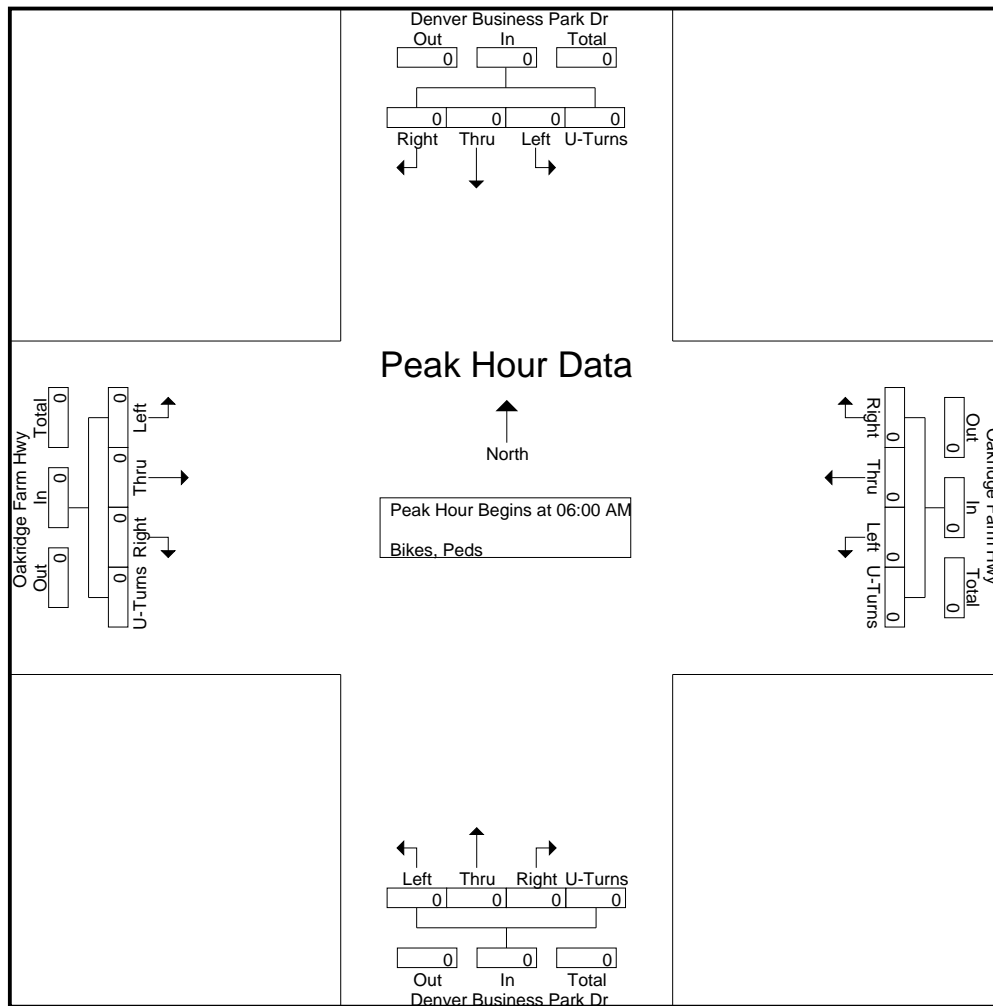 Denver Business Park Dr
Out In Total
0 0 0
0 0 0 0
Right Thru Left U-Turns
Peak Hour Data
North
Peak Hour Begins at 06:00 AM
Bikes, Peds
Oakridge Farm Hwy
Total In Out
0 0 0
0 0 0 0
Left Thru Right U-Turns
Right Thru Left U-Turns
0 0 0 0
0 0 0
Out In Total
Oakridge Farm Hwy
Left Thru Right U-Turns
0 0 0 0
0 0 0
Out In Total
Denver Business Park Dr